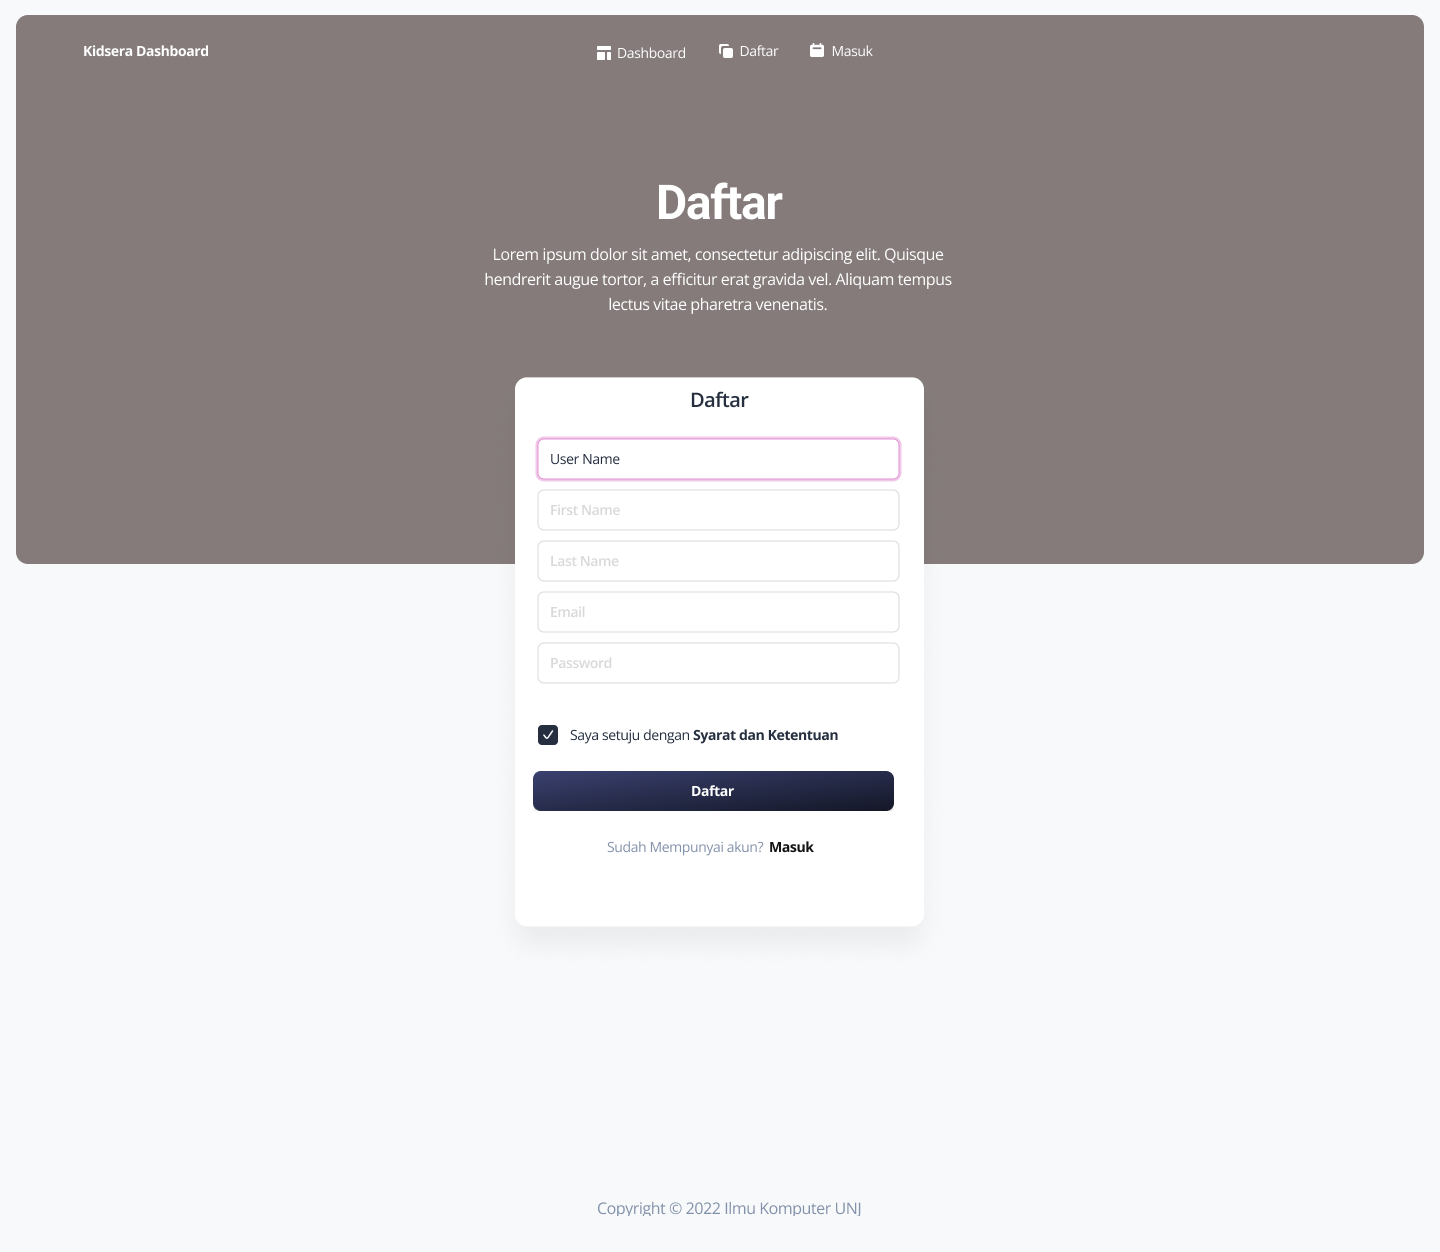 Kidsera Dashboard
Dashboard
Daftar
Masuk
Daftar
Lorem ipsum dolor sit amet, consectetur adipiscing elit. Quisque
hendrerit augue tortor, a efficitur erat gravida vel. Aliquam tempus
lectus vitae pharetra venenatis.
Daftar
User Name
First Name
Last Name
Email
Password
Saya setuju dengan Syarat dan Ketentuan
Daftar
Sudah Mempunyai akun? Masuk
Copyright © 2022 Ilmu Komputer UNJ